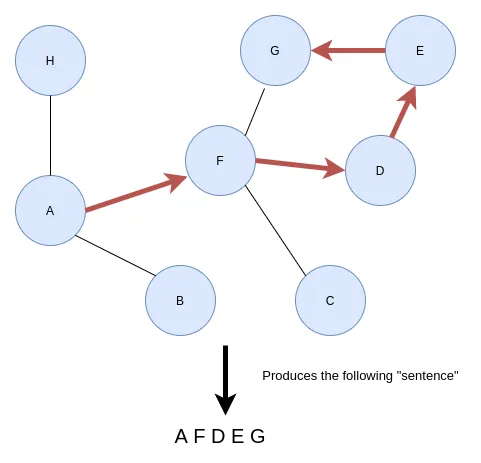 G
E
H
F
D
A
B
C
Produces the following "sentence"
A F D E G